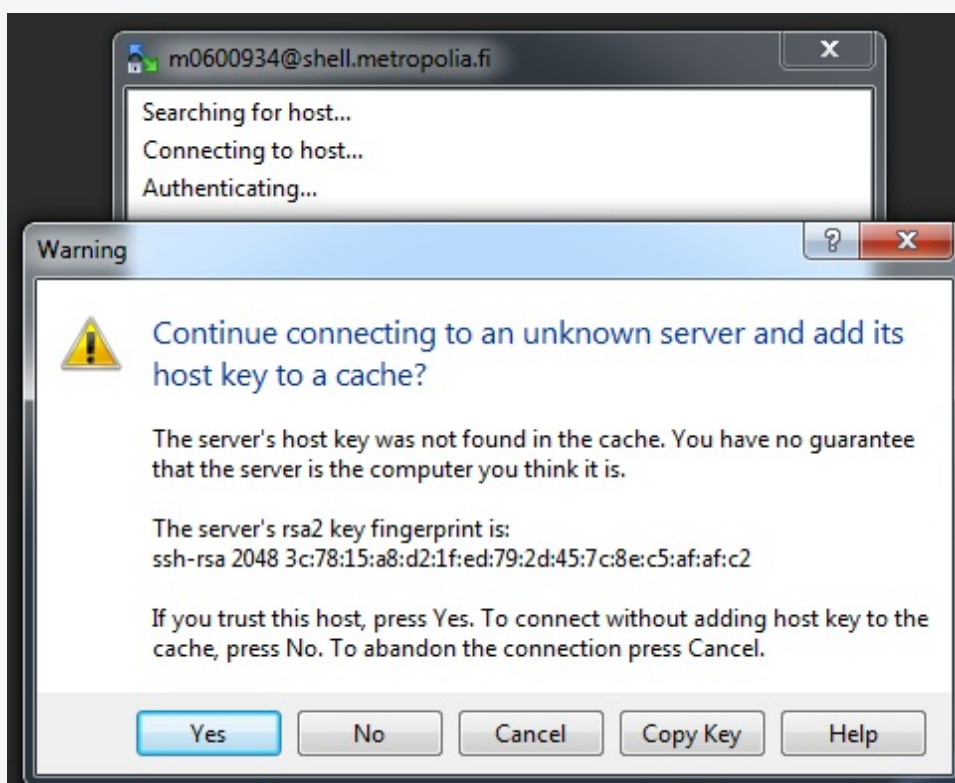 m0600934@shell.metropolia.fi
Searching for host...
Connecting to host...
Authenticating...
Warning
Continue connecting to an unknown server and add its
host key to a cache?
The server's host key was not found in the cache. You have no guarantee
that the server is the computer you think it is.
The server's rsa2 key fingerprint is:
ssh-rsa 2048 3c:78:15:a8:d2:1f:ed:79:2d:45:7c:8e:c5:af:af:c2
If you trust this host, press Yes. To connect without adding host key to the
cache, press No. To abandon the connection press Cancel.
Yes No Cancel Copy Key Help